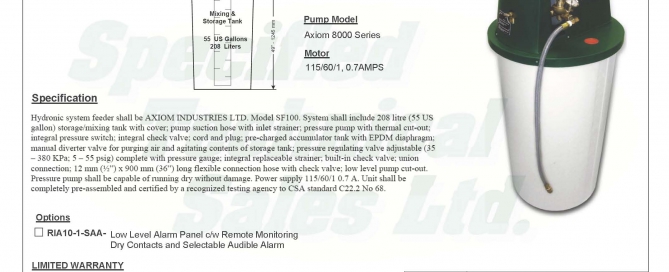 Mixing &
Storage Tank
55 US Gallons
208 Liters
49" - 1245 mm
Pump Model
Axiom 8000 Series
Motor
115/60/1, 0.7AMPS
Specification
Hydronic system feeder shall be AXIOM INDUSTRIES LTD. Model SF100. System shall include 208 litre (55 US
gallon) storage/mixing tank with cover; pump suction hose with inlet strainer; pressure pump with thermal cut-out;
integral pressure switch; integral check valve; cord and plug; pre-charged accumulator tank with EPDM diaphragm;
manual diverter valve for purging air and agitating contents of storage tank; pressure regulating valve adjustable (35
– 380 KPa; 5 – 55 psig) complete with pressure gauge; integral replaceable strainer; built-in check valve; union
connection; 12 mm (½") x 900 mm (36") long flexible connection hose with check valve; low level pump cut-out.
Pressure pump shall be capable of running dry without damage. Power supply 115/60/1 0.7 A. Unit shall be
completely pre-assembled and certified by a recognized testing agency to CSA standard C22.2 No 68.
Options
RIA10-1-SAA- Low Level Alarm Panel c/w Remote Monitoring
Dry Contacts and Selectable Audible Alarm
LIMITED WARRANTY
Specified
Technical
Sales Ltd.